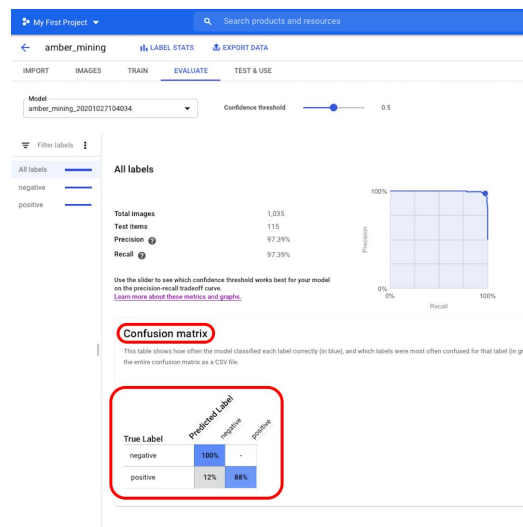 My First Project
Search products and resources
amber_mining
LABEL STATS
EXPORT DATA
IMPORT
IMAGES
TRAIN
EVALUATE
TEST & USE
Model
amber_mining_20201027104034
Confidence threshold
0.5
Filter labels
All labels
negative
positive
All labels
Total images 1,035
Test items 115
Precision ? 97.39%
Recall ? 97.39%
Use the slider to see which confidence threshold works best for your model
on the precision-recall tradeoff curve.
Learn more about these metrics and graphs.
100%
Precision
0%
0%
100%
Recall
Confusion matrix
This table shows how often the model classified each label correctly (in blue), and which labels were most often confused for that label (in gr
the entire confusion matrix as a CSV file.
True Label
Predicted Label
negative
positive
negative 100% -
positive 12% 88%